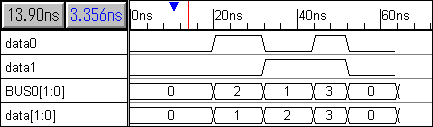 13.90ns 3.356ns 0ns 20ns 40ns 60ns
data0
data1
BUS0[1:0] 0 2 1 3 0
data[1:0] 0 1 2 3 0